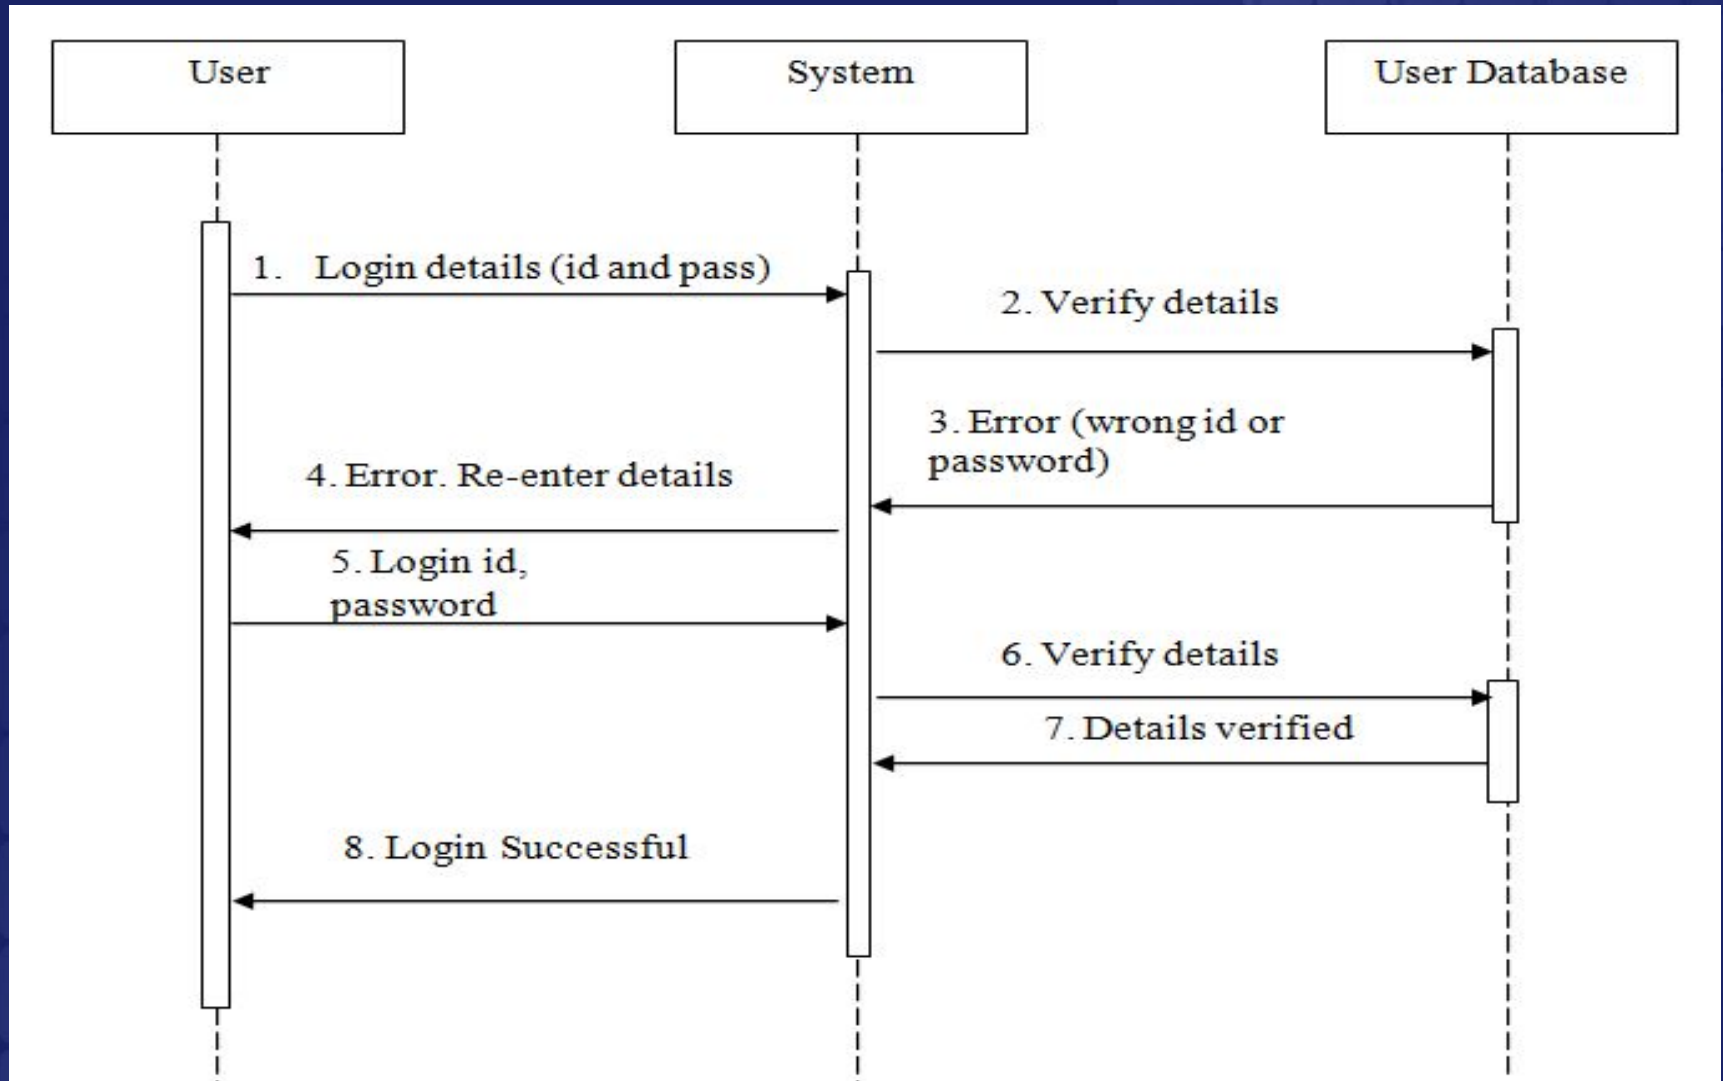 User
System
User Database
1. Login details (id and pass)
2. Verify details
3. Error (wrong id or
password)
4. Error. Re-enter details
5. Login id,
password
6. Verify details
7. Details verified
8. Login Successful